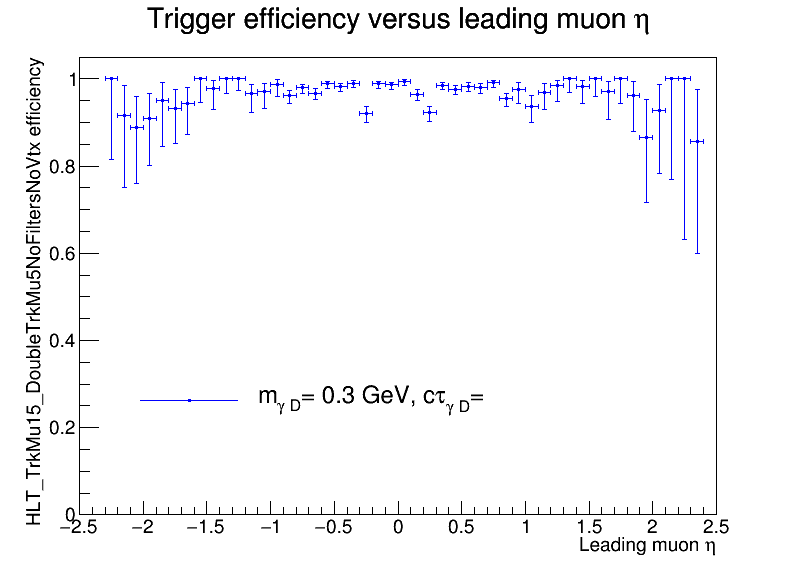 Trigger efficiency versus leading muon η
HLT_TrkMu15_DoubleTrkMu5NoFiltersNoVtx efficiency
1
0.8
0.6
0.4
0.2
0
m_γ D= 0.3 GeV, cτ_γ D=
−2.5 −2 −1.5 −1 −0.5 0 0.5 1 1.5 2 2.5
Leading muon η